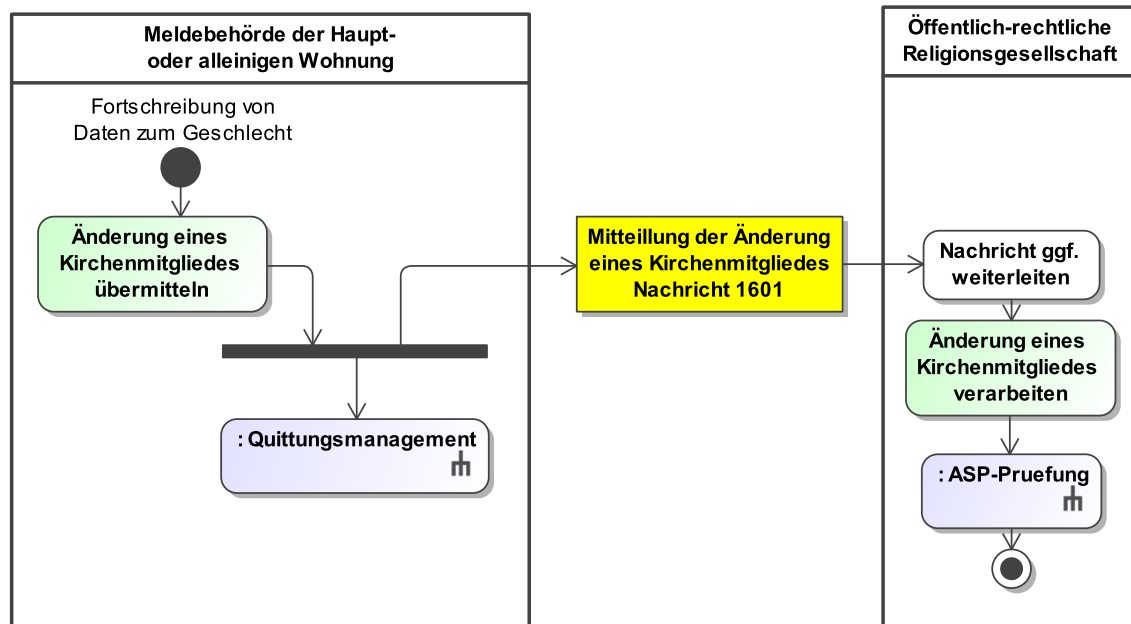 Meldebehörde der Haupt-
oder alleinigen Wohnung
Fortschreibung von
Daten zum Geschlecht
Änderung eines
Kirchenmitgliedes
übermitteln
: Quittungsmanagement
Mitteillung der Änderung
eines Kirchenmitgliedes
Nachricht 1601
Öffentlich-rechtliche
Religionsgesellschaft
Nachricht ggf.
weiterleiten
Änderung eines
Kirchenmitgliedes
verarbeiten
: ASP-Pruefung